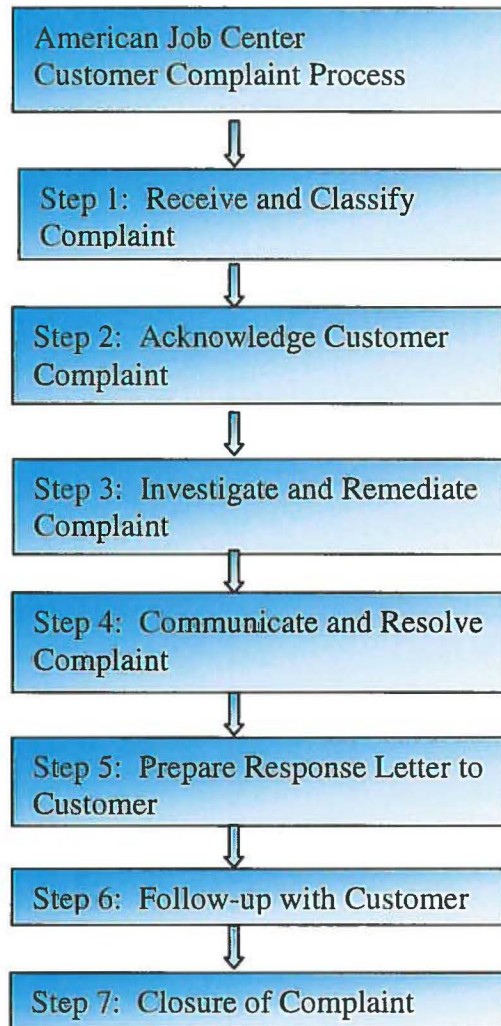 American Job Center
Customer Complaint Process
Step 1: Receive and Classify
Complaint
Step 2: Acknowledge Customer
Complaint
Step 3: Investigate and Remediate
Complaint
Step 4: Communicate and Resolve
Complaint
Step 5: Prepare Response Letter to
Customer
Step 6: Follow-up with Customer
Step 7: Closure of Complaint